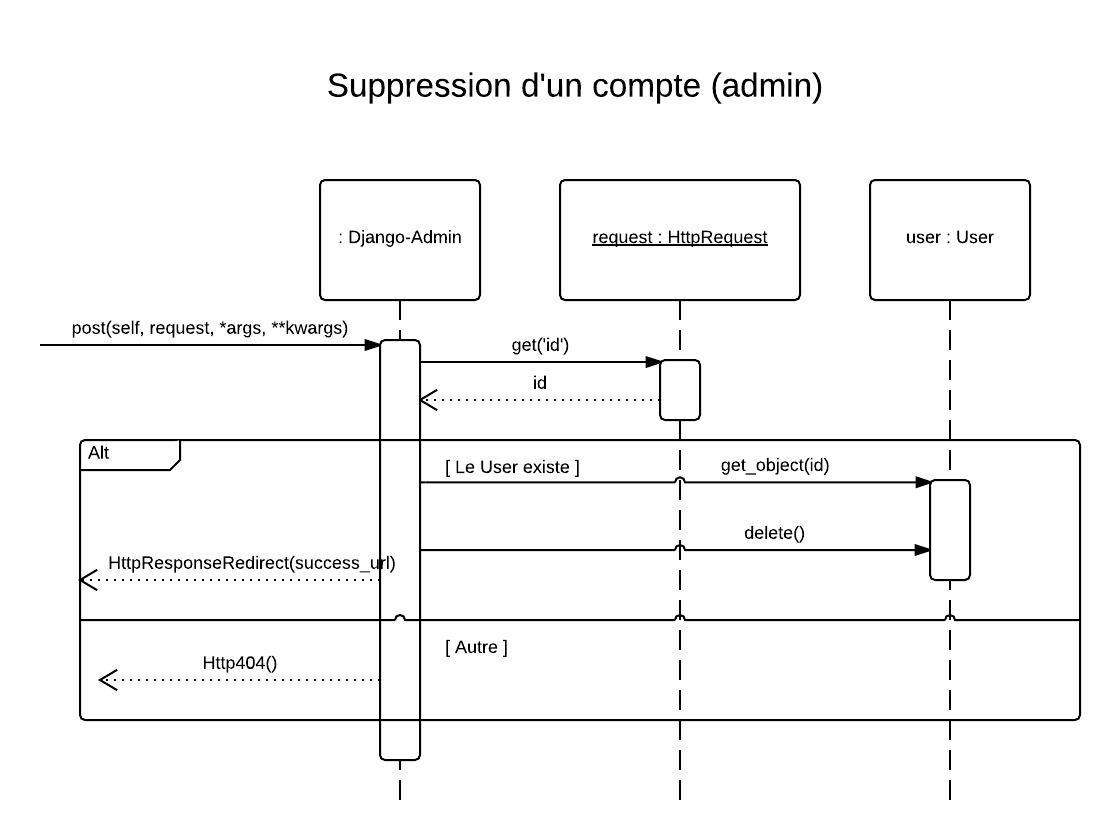 Suppression d'un compte (admin)
: Django-Admin
request : HttpRequest
user : User
post(self, request, *args, **kwargs)
get('id')
id
Alt
[ Le User existe ]
get_object(id)
delete()
HttpResponseRedirect(success_url)
[ Autre ]
Http404()